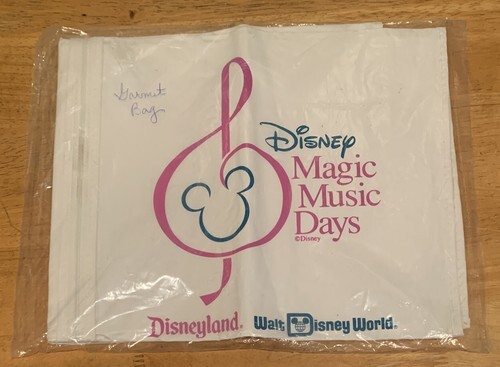 Garment
Bag
Disney
Magic
Music
Days
©Disney
Disneyland® Walt Disney World®